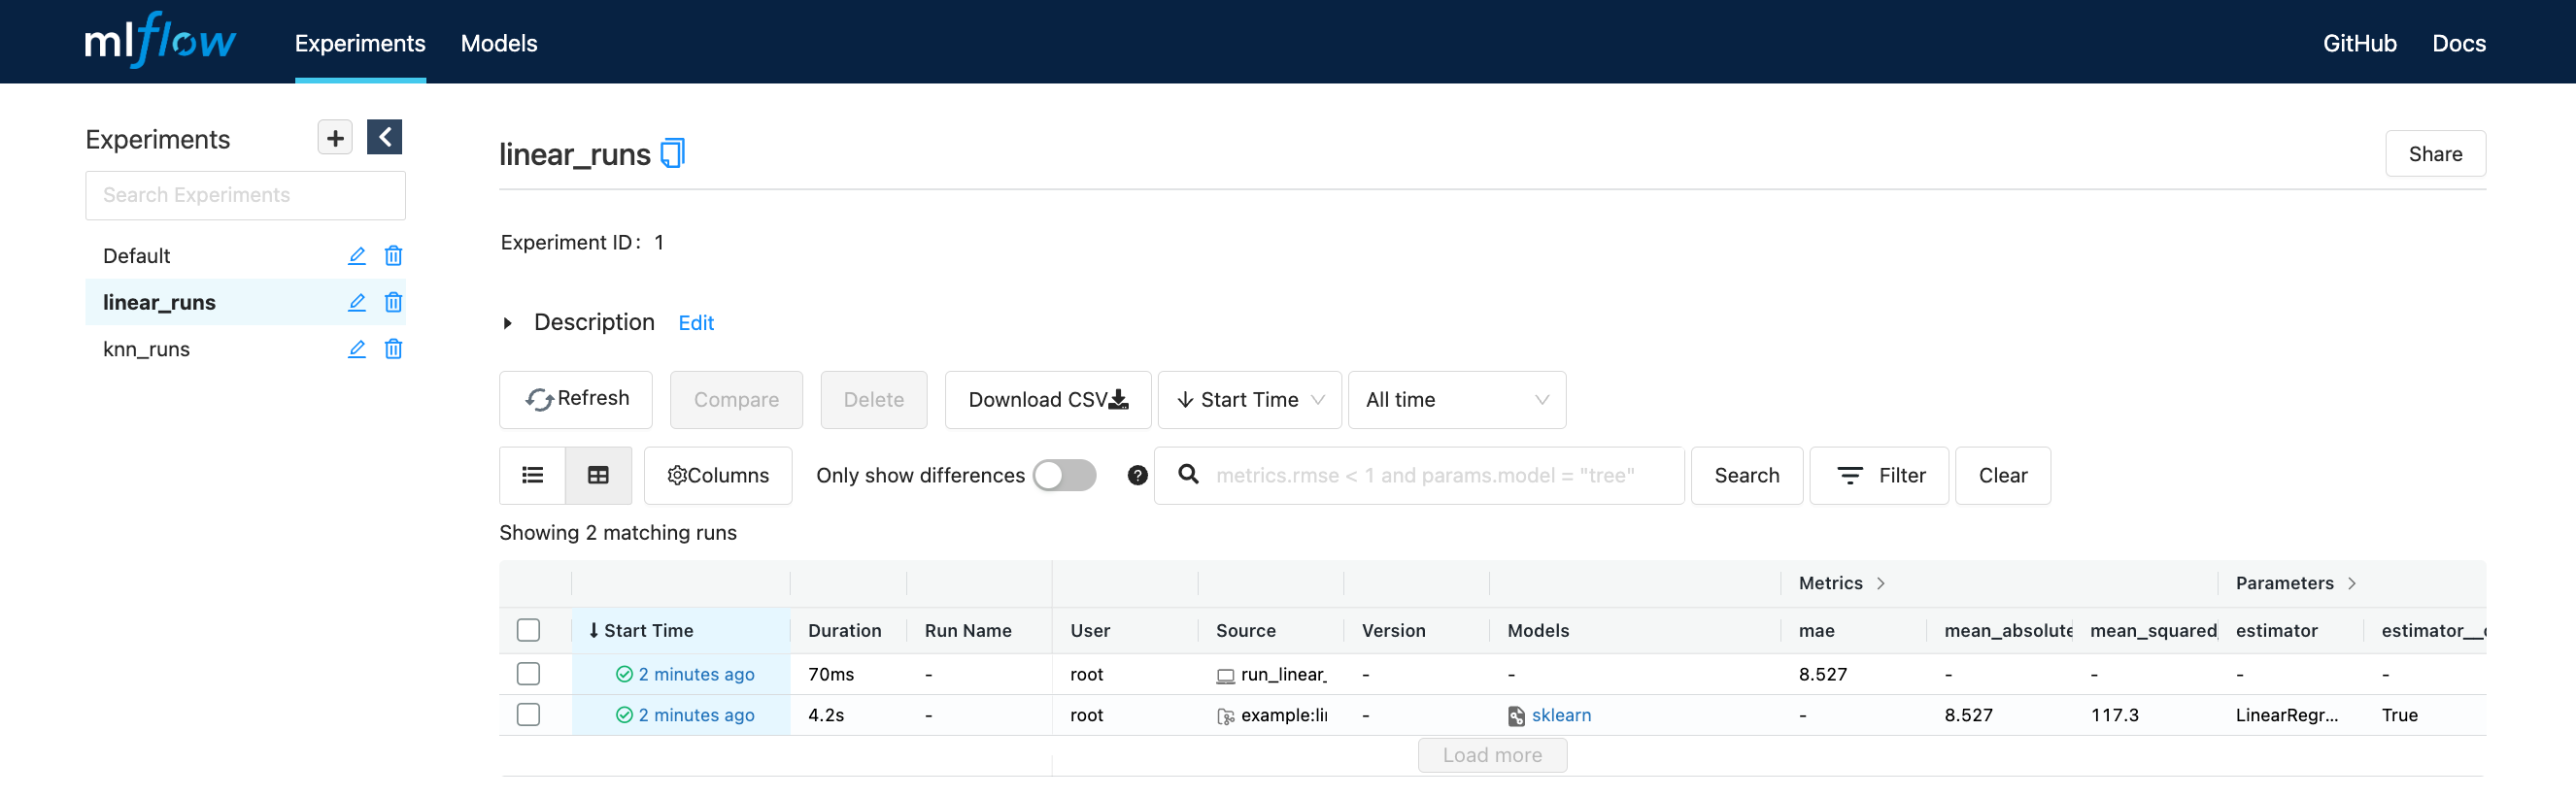 mlflow Experiments Models GitHub Docs
Experiments
Search Experiments
Default
linear_runs
knn_runs
linear_runs
Share
Experiment ID: 1
Description Edit
Refresh Compare Delete Download CSV Start Time All time
Columns Only show differences metrics.rmse < 1 and params.model = "tree" Search Filter Clear
Showing 2 matching runs
Metrics Parameters
Start Time Duration Run Name User Source Version Models mae mean_absolute mean_squared estimator estimator__
2 minutes ago 70ms - root run_linear_ - - 8.527 - - - -
2 minutes ago 4.2s - root example:li - sklearn - 8.527 117.3 LinearRegr... True
Load more